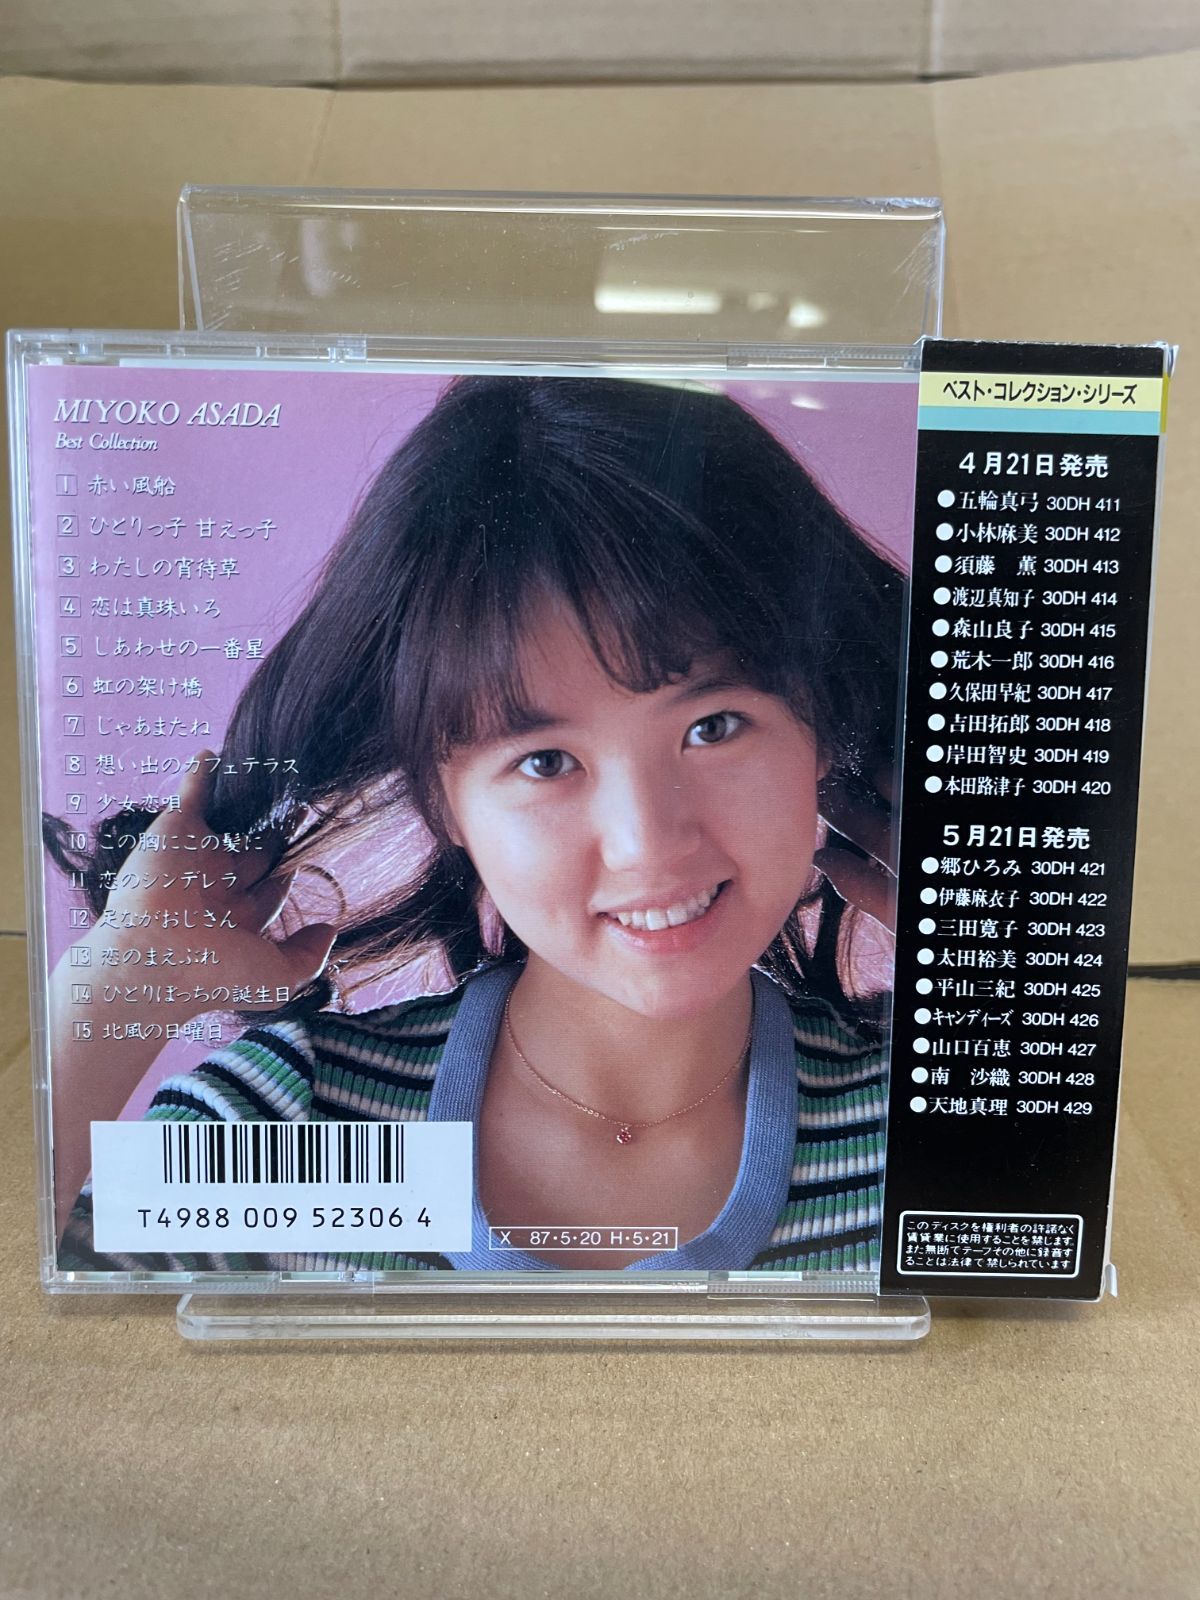 MIYOKO ASADA
Best Collection
1 赤い風船
2 ひとりっ子 甘えっ子
3 わたしの宵待草
4 恋は真珠いろ
5 しあわせの一番星
6 虹の架け橋
7 じゃあまたね
8 想い出のカフェテラス
9 少女恋唄
10 この胸にこの髪に
11 恋のシンデレラ
12 足ながおじさん
13 恋のまえぶれ
14 ひとりぼっちの誕生日
15 北風の日曜日
T4988 009 52306 4
X 87・5・20 H・5・21
ベスト・コレクション・シリーズ
4月21日発売
●五輪真弓 30DH 411
●小林麻美 30DH 412
●須藤 薫 30DH 413
●渡辺真知子 30DH 414
●森山良子 30DH 415
●荒木一郎 30DH 416
●久保田早紀 30DH 417
●吉田拓郎 30DH 418
●岸田智史 30DH 419
●本田路津子 30DH 420
5月21日発売
●郷ひろみ 30DH 421
●伊藤麻衣子 30DH 422
●三田寛子 30DH 423
●太田裕美 30DH 424
●平山三紀 30DH 425
●キャンディーズ 30DH 426
●山口百恵 30DH 427
●南 沙織 30DH 428
●天地真理 30DH 429
このディスクを権利者の許諾なく
賃貸業に使用することを禁じます。
また無断でテープその他に録音す
ることは法律で禁じられています